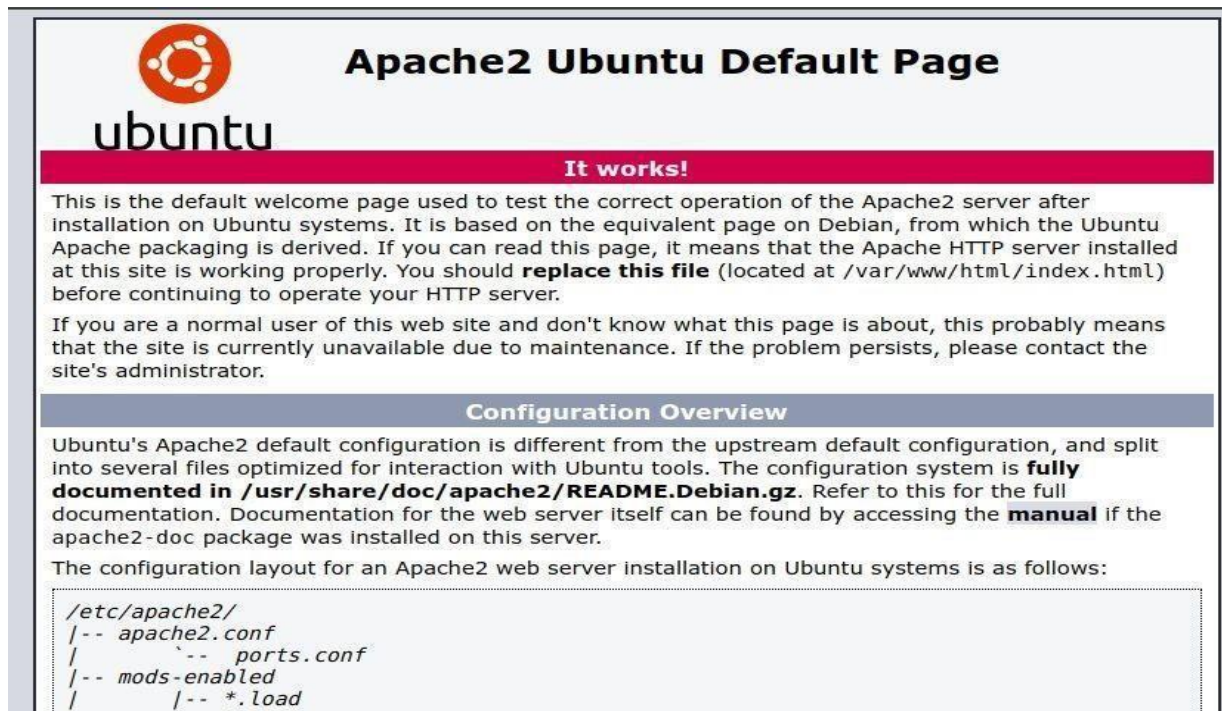 Apache2 Ubuntu Default Page
ubuntu
It works!
This is the default welcome page used to test the correct operation of the Apache2 server after
installation on Ubuntu systems. It is based on the equivalent page on Debian, from which the Ubuntu
Apache packaging is derived. If you can read this page, it means that the Apache HTTP server installed
at this site is working properly. You should replace this file (located at /var/www/html/index.html)
before continuing to operate your HTTP server.
If you are a normal user of this web site and don't know what this page is about, this probably means
that the site is currently unavailable due to maintenance. If the problem persists, please contact the
site's administrator.
Configuration Overview
Ubuntu's Apache2 default configuration is different from the upstream default configuration, and split
into several files optimized for interaction with Ubuntu tools. The configuration system is fully
documented in /usr/share/doc/apache2/README.Debian.gz. Refer to this for the full
documentation. Documentation for the web server itself can be found by accessing the manual if the
apache2-doc package was installed on this server.
The configuration layout for an Apache2 web server installation on Ubuntu systems is as follows:
/etc/apache2/
|-- apache2.conf
|       `--  ports.conf
|-- mods-enabled
|       |-- *.load